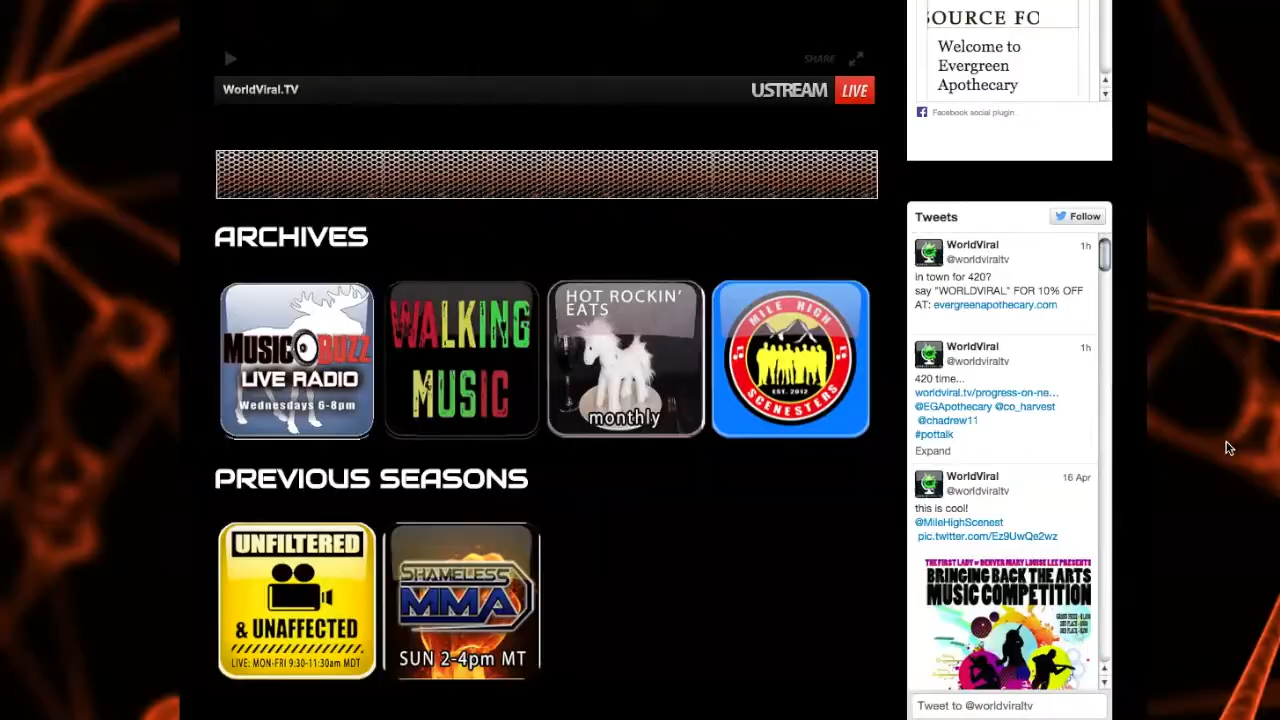 SOURCE FO
Welcome to
Evergreen
Apothecary
SHARE
WorldViral.TV
USTREAM
LIVE
Facebook social plugin
ARCHIVES
MUSIC BUZZ
LIVE RADIO
Wednesdays 6-8pm
WALKING
MUSIC
HOT ROCKIN'
EATS
monthly
MILE HIGH
EST. 2012
SCENESTERS
PREVIOUS SEASONS
UNFILTERED
& UNAFFECTED
LIVE: MON-FRI 9:30-11:30am MDT
SHAMELESS
MMA
SUN 2-4pm MT
Tweets
Follow
WorldViral
1h
@worldviraltv
in town for 420?
say "WORLDVIRAL" FOR 10% OFF
AT: evergreenapothecary.com
WorldViral
1h
@worldviraltv
420 time...
worldviral.tv/progress-on-ne…
@EGApothecary @co_harvest
@chadrew11
#pottalk
Expand
WorldViral
16 Apr
@worldviraltv
this is cool!
@MileHighScenest
pic.twitter.com/Ez9UwQe2wz
THE FIRST LADY OF DENVER MARY LOUISE LEE PRESENTS
BRINGING BACK THE ARTS
MUSIC COMPETITION
Tweet to @worldviraltv